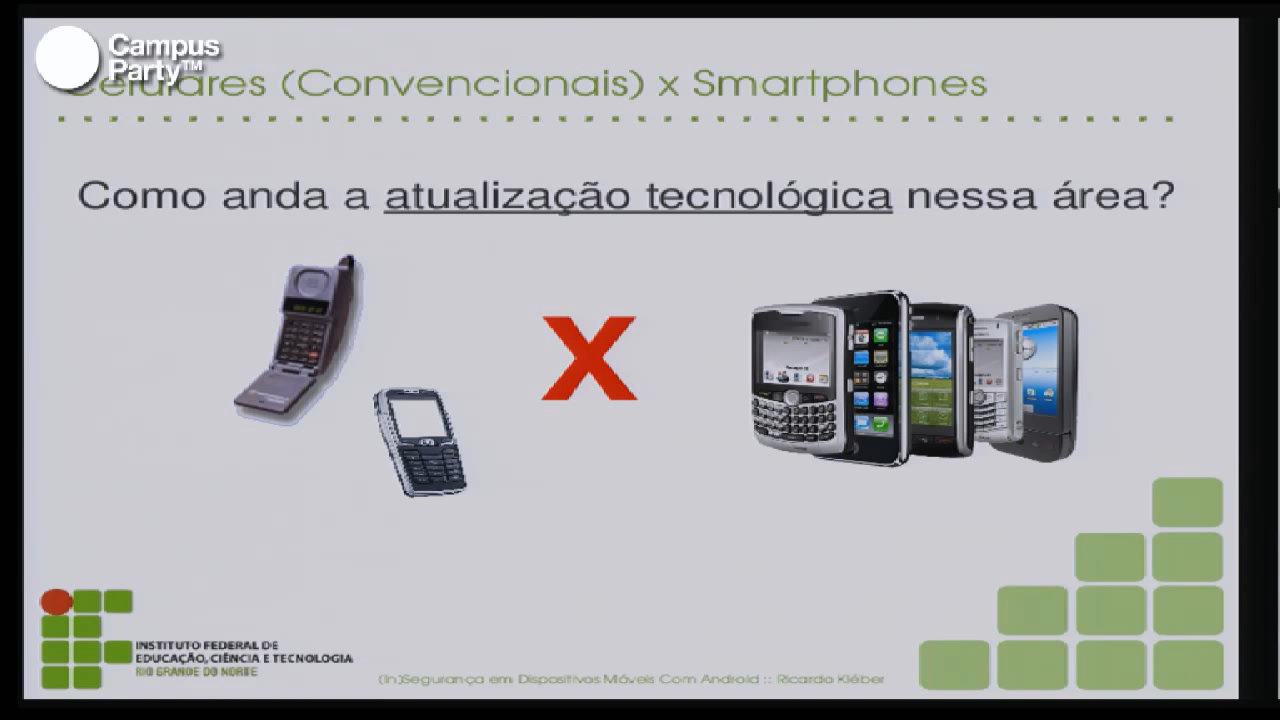 Campus
Party™
Celulares (Convencionais) x Smartphones
Como anda a atualização tecnológica nessa área?
X
INSTITUTO FEDERAL DE
EDUCAÇÃO, CIÊNCIA E TECNOLOGIA
RIO GRANDE DO NORTE
(In)Segurança em Dispositivos Móveis Com Android :: Ricardo Kléber